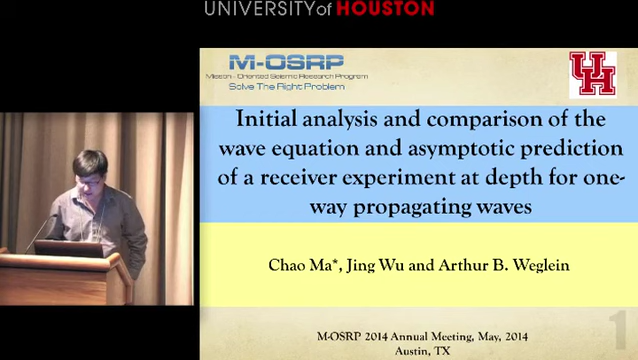 UNIVERSITY of HOUSTON
M-OSRP
Mission - Oriented Seismic Research Program
Solve The Right Problem
UH
Initial analysis and comparison of the
wave equation and asymptotic prediction
of a receiver experiment at depth for one-
way propagating waves
Chao Ma*, Jing Wu and Arthur B. Weglein
M-OSRP 2014 Annual Meeting, May, 2014
Austin, TX
1